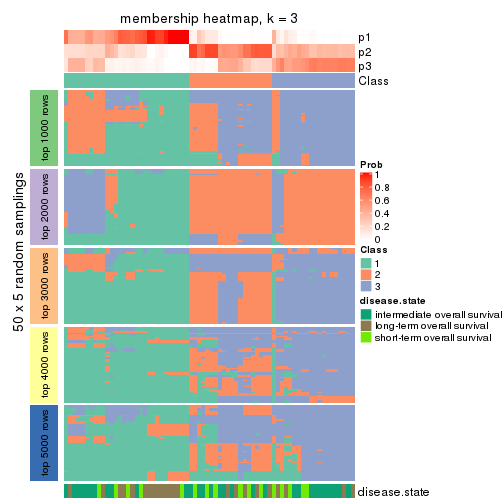 membership heatmap, k = 3
p1
p2
p3
Class
50 x 5 random samplings
top 1000 rows
top 2000 rows
top 3000 rows
top 4000 rows
top 5000 rows
Prob
1
0.8
0.6
0.4
0.2
0
Class
1
2
3
disease.state
intermediate overall survival
long-term overall survival
short-term overall survival
disease.state